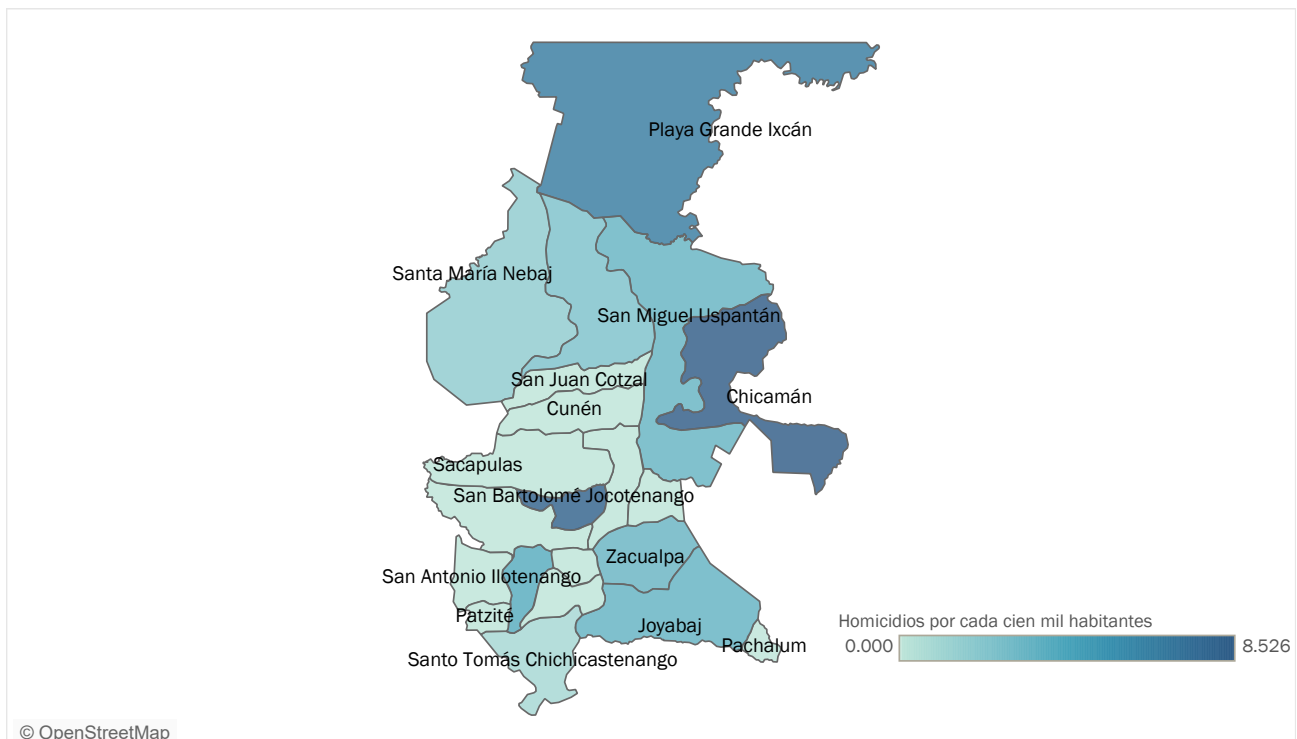 Playa Grande Ixcán
Santa María Nebaj
San Miguel Uspantán
San Juan Cotzal
Chicamán
Cunén
Sacapulas
San Bartolomé Jocotenango
Zacualpa
San Antonio Ilotenango
Patzité
Joyabaj
Pachalum
Santo Tomás Chichicastenango
Homicidios por cada cien mil habitantes
0.000 8.526
© OpenStreetMap